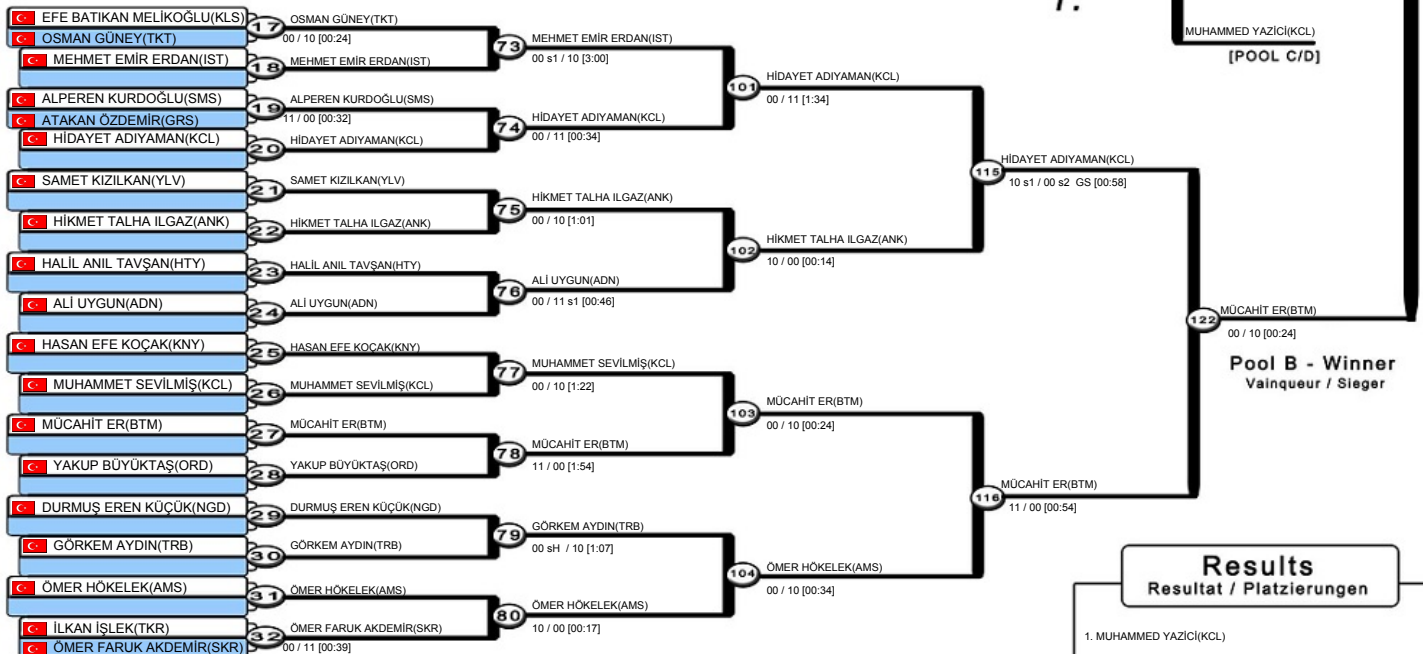 1.
MUHAMMED YAZİCİ(KCL)
[POOL C/D]
EFE BATIKAN MELİKOĞLU(KLS)
OSMAN GÜNEY(TKT)
17
OSMAN GÜNEY(TKT)
00 / 10 [00:24]
MEHMET EMİR ERDAN(IST)
18
MEHMET EMİR ERDAN(IST)
73
MEHMET EMİR ERDAN(IST)
00 s1 / 10 [3:00]
ALPEREN KURDOĞLU(SMS)
ATAKAN ÖZDEMİR(GRS)
19
ALPEREN KURDOĞLU(SMS)
11 / 00 [00:32]
HİDAYET ADIYAMAN(KCL)
20
HİDAYET ADIYAMAN(KCL)
74
HİDAYET ADIYAMAN(KCL)
00 / 11 [00:34]
101
HİDAYET ADIYAMAN(KCL)
00 / 11 [1:34]
SAMET KIZILKAN(YLV)
21
SAMET KIZILKAN(YLV)
HİKMET TALHA ILGAZ(ANK)
22
HİKMET TALHA ILGAZ(ANK)
75
HİKMET TALHA ILGAZ(ANK)
00 / 10 [1:01]
HALİL ANIL TAVŞAN(HTY)
23
HALİL ANIL TAVŞAN(HTY)
ALİ UYGUN(ADN)
24
ALİ UYGUN(ADN)
76
ALİ UYGUN(ADN)
00 / 11 s1 [00:46]
102
HİKMET TALHA ILGAZ(ANK)
10 / 00 [00:14]
115
HİDAYET ADIYAMAN(KCL)
10 s1 / 00 s2 GS [00:58]
HASAN EFE KOÇAK(KNY)
25
HASAN EFE KOÇAK(KNY)
MUHAMMET SEVİLMİŞ(KCL)
26
MUHAMMET SEVİLMİŞ(KCL)
77
MUHAMMET SEVİLMİŞ(KCL)
00 / 10 [1:22]
MÜCAHİT ER(BTM)
27
MÜCAHİT ER(BTM)
YAKUP BÜYÜKTAŞ(ORD)
28
YAKUP BÜYÜKTAŞ(ORD)
78
MÜCAHİT ER(BTM)
11 / 00 [1:54]
103
MÜCAHİT ER(BTM)
00 / 10 [00:24]
DURMUŞ EREN KÜÇÜK(NGD)
29
DURMUŞ EREN KÜÇÜK(NGD)
GÖRKEM AYDIN(TRB)
30
GÖRKEM AYDIN(TRB)
79
GÖRKEM AYDIN(TRB)
00 sH / 10 [1:07]
ÖMER HÖKELEK(AMS)
31
ÖMER HÖKELEK(AMS)
İLKAN İŞLEK(TKR)
ÖMER FARUK AKDEMİR(SKR)
32
ÖMER FARUK AKDEMİR(SKR)
00 / 11 [00:39]
80
ÖMER HÖKELEK(AMS)
10 / 00 [00:17]
104
ÖMER HÖKELEK(AMS)
00 / 10 [00:34]
116
MÜCAHİT ER(BTM)
11 / 00 [00:54]
122
MÜCAHİT ER(BTM)
00 / 10 [00:24]
Pool B - Winner
Vainqueur / Sieger
Results
Resultat / Platzierungen
1. MUHAMMED YAZİCİ(KCL)